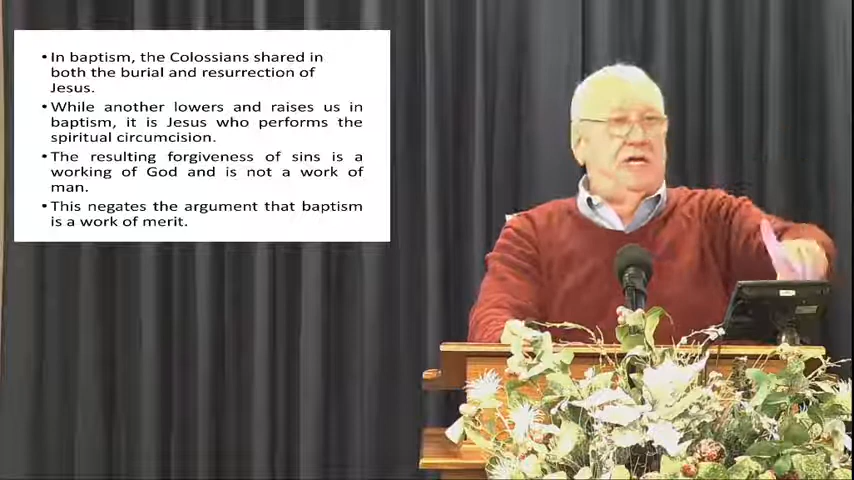 • In baptism, the Colossians shared in
both the burial and resurrection of
Jesus.
• While another lowers and raises us in
baptism, it is Jesus who performs the
spiritual circumcision.
• The resulting forgiveness of sins is a
working of God and is not a work of
man.
• This negates the argument that baptism
is a work of merit.